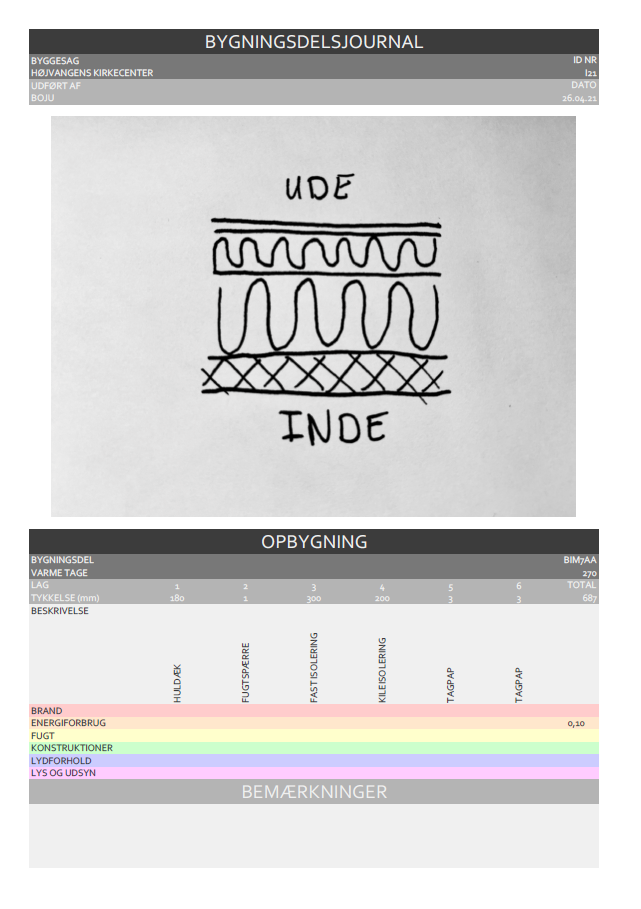 BYGNINGSDELSJOURNAL
BYGGESAG ID NR
HØJVANGENS KIRKECENTER I21
UDFØRT AF DATO
BOJU 26.04.21
UDE
INDE
OPBYGNING
BYGNINGSDEL BIM7AA
VARME TAGE 270
LAG 1 2 3 4 5 6 TOTAL
TYKKELSE (mm) 180 1 300 200 3 3 687
BESKRIVELSE
HULDÆK
FUGTSPÆRRE
FAST ISOLERING
KILEISOLERING
TAGPAP
TAGPAP
BRAND
ENERGIFORBRUG 0,10
FUGT
KONSTRUKTIONER
LYDFORHOLD
LYS OG UDSYN
BEMÆRKNINGER